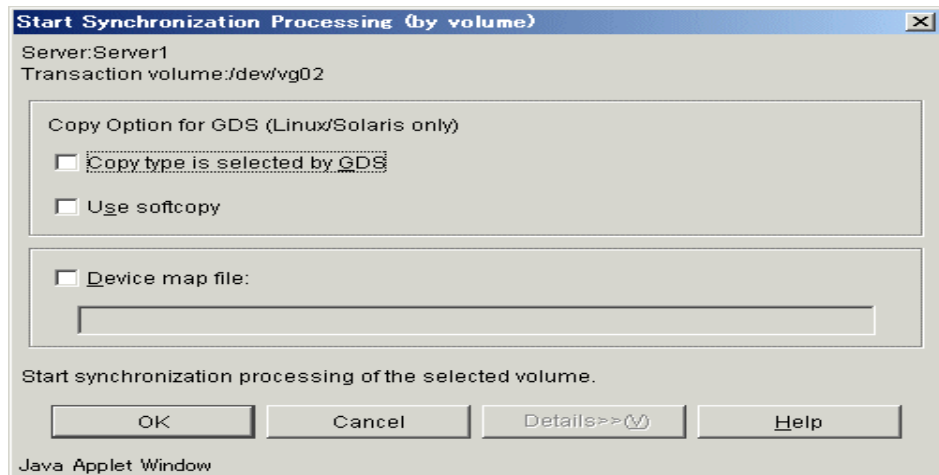 Start Synchronization Processing (by volume)
Server:Server1
Transaction volume:/dev/vg02
Copy Option for GDS (Linux/Solaris only)
Copy type is selected by GDS
Use softcopy
Device map file:
Start synchronization processing of the selected volume.
OK Cancel Details>>(V) Help
Java Applet Window